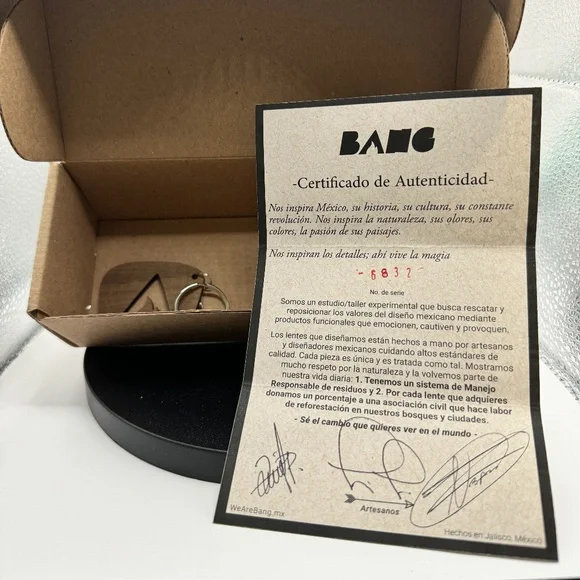 BANG
-Certificado de Autenticidad-
Nos inspira México, su historia, su cultura, su constante
revolución. Nos inspira la naturaleza, sus olores, sus
colores, la pasión de sus paisajes.
Nos inspiran los detalles; ahí vive la magia
- 6832 -
No. de serie
Somos un estudio/taller experimental que busca rescatar y
reposicionar los valores del diseño mexicano mediante
productos funcionales que emocionen, cautiven y provoquen.
Los lentes que diseñamos están hechos a mano por artesanos
y diseñadores mexicanos cuidando altos estándares de
calidad. Cada pieza es única y es tratada como tal. Mostramos
mucho respeto por la naturaleza y la volvemos parte de
nuestra vida diaria: 1. Tenemos un sistema de Manejo
Responsable de residuos y 2. Por cada lente que adquieres
donamos un porcentaje a una asociación civil que hace labor
de reforestación en nuestros bosques y ciudades.
- Sé el cambio que quieres ver en el mundo -
Artesanos
WeAreBang.mx
Hechos en Jalisco, México